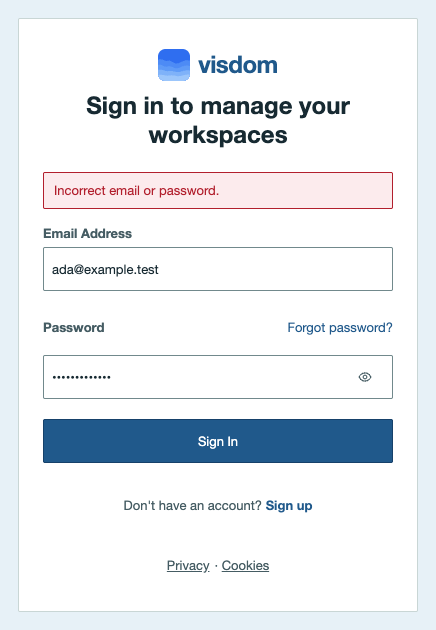 visdom
Sign in to manage your
workspaces
Incorrect email or password.
Email Address
ada@example.test
Password Forgot password?
•••••••••••••
Sign In
Don't have an account? Sign up
Privacy · Cookies